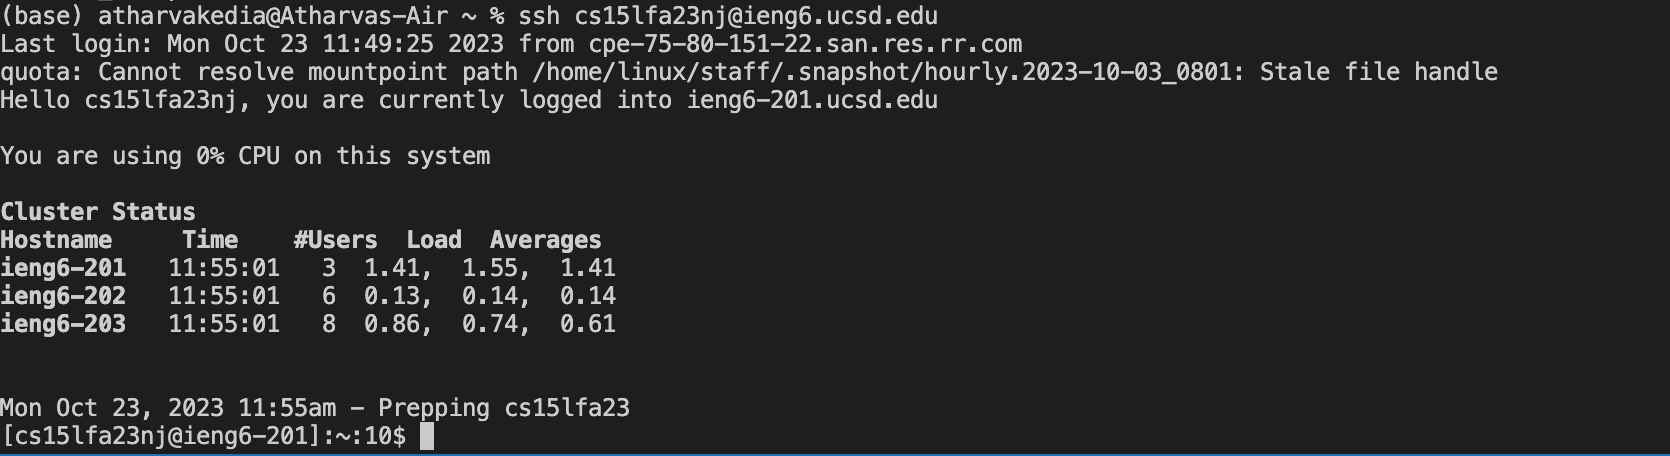 (base) atharvakedia@Atharvas-Air ~ % ssh cs15lfa23nj@ieng6.ucsd.edu
Last login: Mon Oct 23 11:49:25 2023 from cpe-75-80-151-22.san.res.rr.com
quota: Cannot resolve mountpoint path /home/linux/staff/.snapshot/hourly.2023-10-03_0801: Stale file handle
Hello cs15lfa23nj, you are currently logged into ieng6-201.ucsd.edu
You are using 0% CPU on this system
Cluster Status
Hostname     Time    #Users  Load  Averages
ieng6-201   11:55:01   3  1.41,  1.55,  1.41
ieng6-202   11:55:01   6  0.13,  0.14,  0.14
ieng6-203   11:55:01   8  0.86,  0.74,  0.61
Mon Oct 23, 2023 11:55am - Prepping cs15lfa23
[cs15lfa23nj@ieng6-201]:~:10$